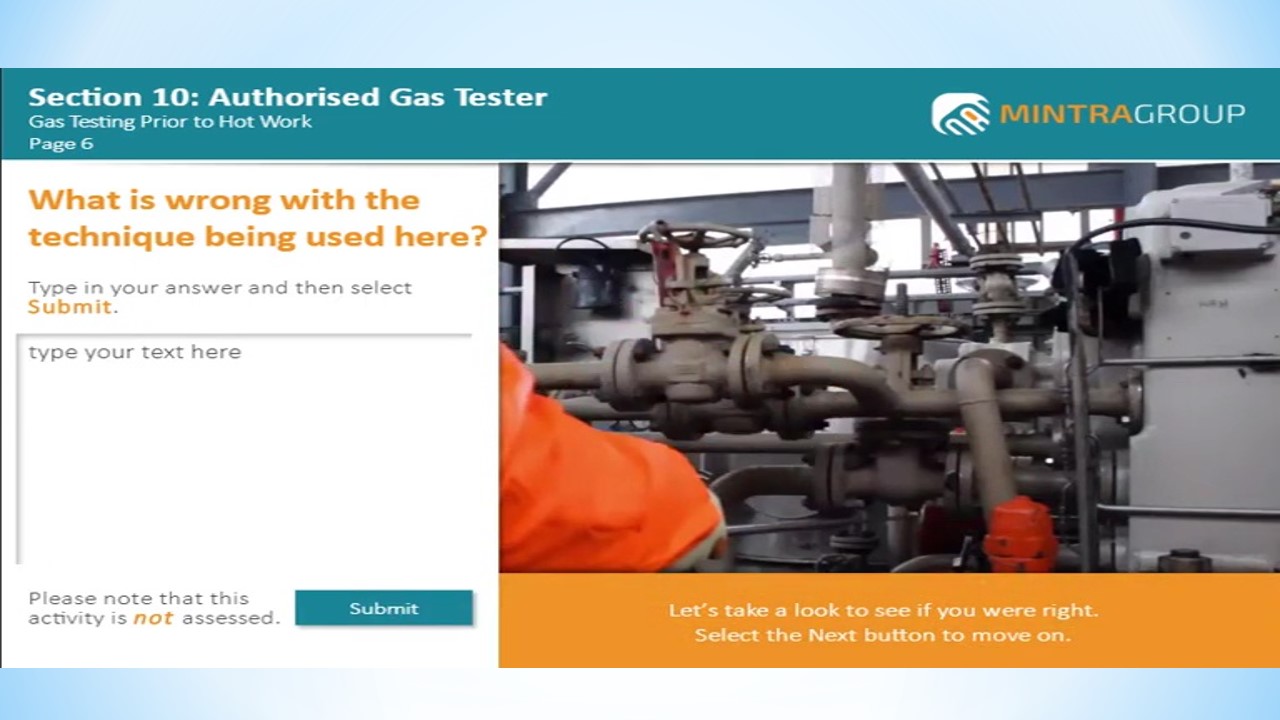 Section 10: Authorised Gas Tester
Gas Testing Prior to Hot Work
Page 6
MINTRAGROUP
What is wrong with the
technique being used here?
Type in your answer and then select
Submit.
type your text here
Please note that this
activity is not assessed.
Submit
Let's take a look to see if you were right.
Select the Next button to move on.